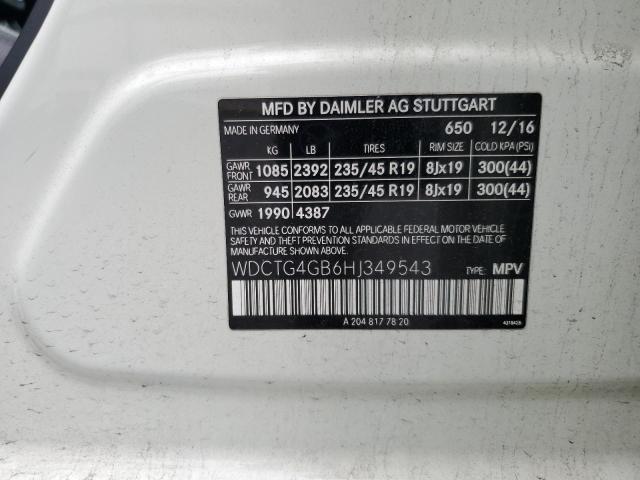 MFD BY DAIMLER AG STUTTGART
MADE IN GERMANY 650 12/16
KG LB TIRES RIM SIZE COLD KPA (PSI)
GAWR FRONT 1085 2392 235/45 R19 8Jx19 300(44)
GAWR REAR 945 2083 235/45 R19 8Jx19 300(44)
GVWR 1990 4387
THIS VEHICLE CONFORMS TO ALL APPLICABLE FEDERAL MOTOR VEHICLE
SAFETY AND THEFT PREVENTION STANDARDS IN EFFECT ON THE DATE OF
MANUFACTURE SHOWN ABOVE.
WDCTG4GB6HJ349543 TYPE: MPV
A 204 817 78 20